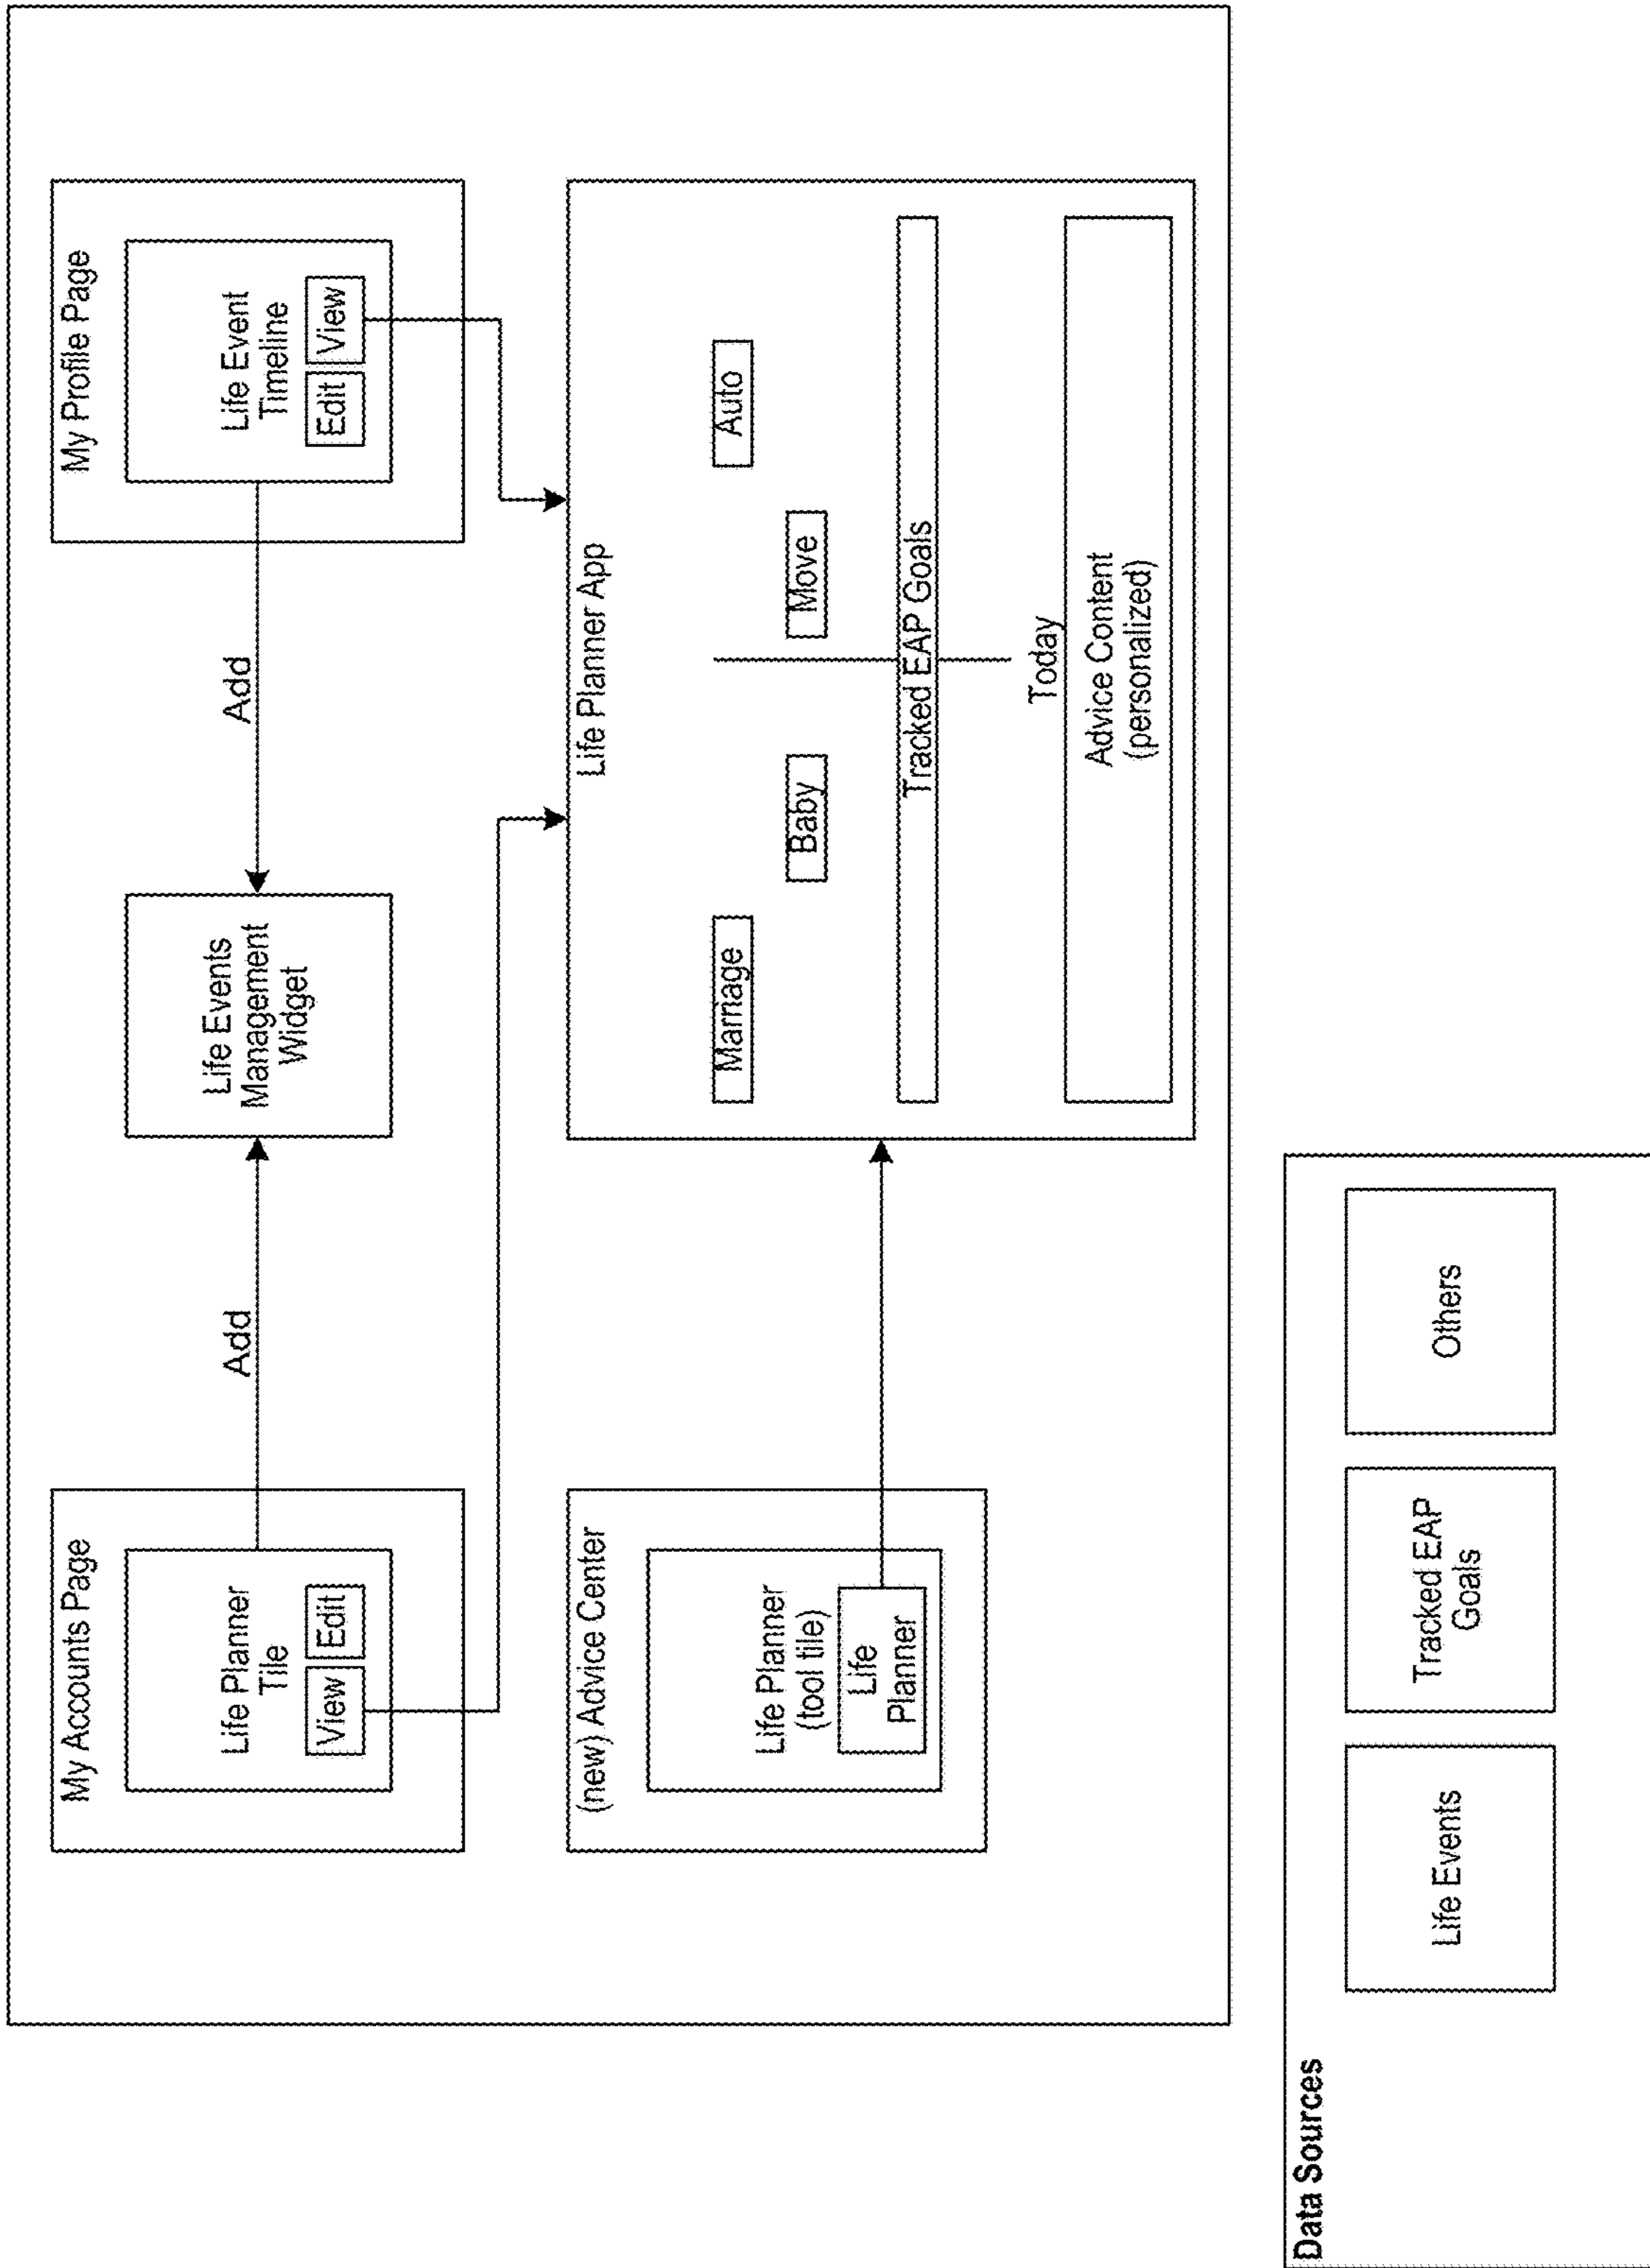 My Accounts Page
Life Planner
Tile
View
Edit
Add
Life Events
Management
Widget
Add
My Profile Page
Life Event
Timeline
Edit
View
(new) Advice Center
Life Planner
(tool tile)
Life
Planner
Life Planner App
Marriage
Auto
Baby
Move
Tracked EAP Goals
Today
Advice Content
(personalized)
Data Sources
Life Events
Tracked EAP
Goals
Others